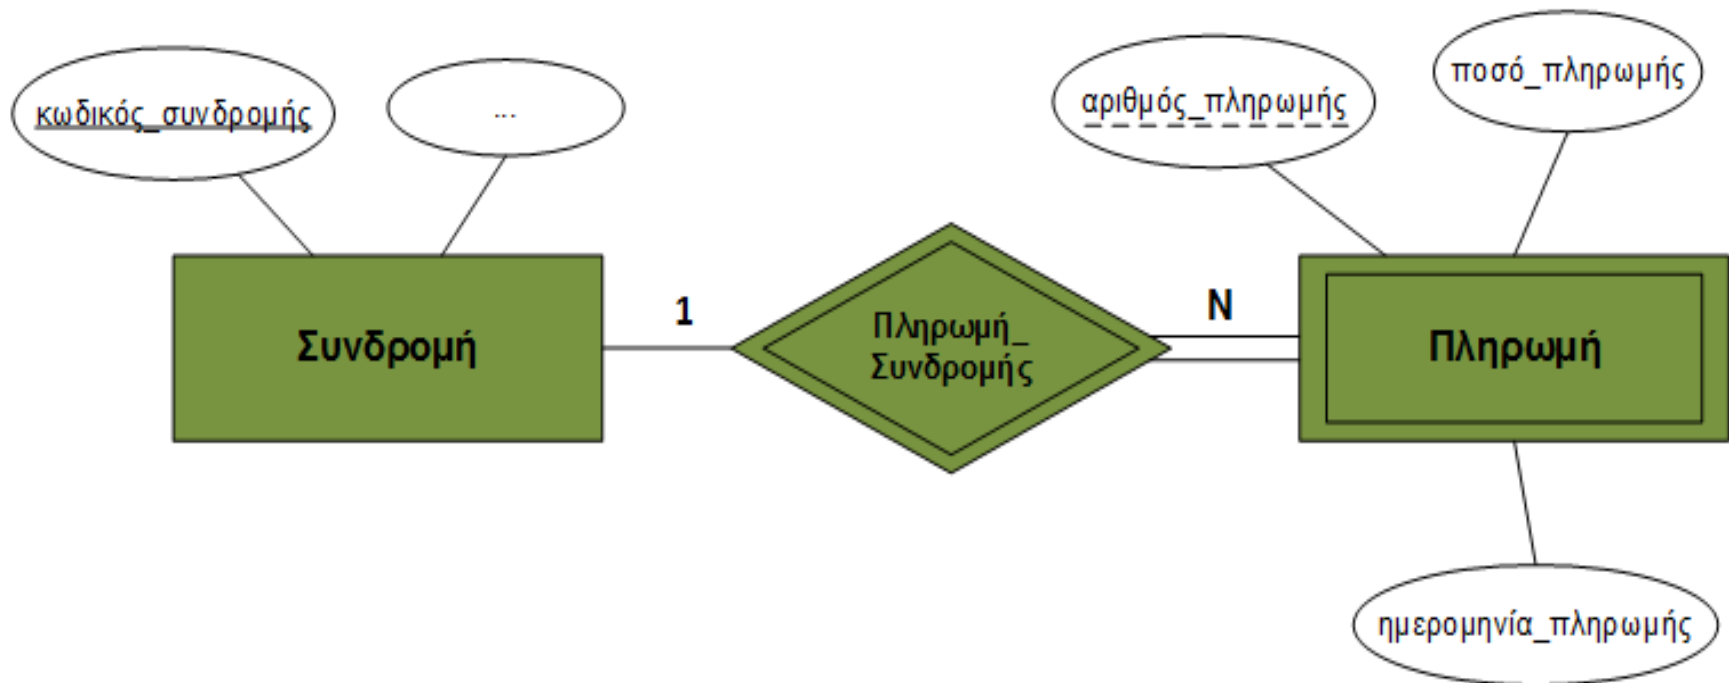 κωδικός_συνδρομής
...
αριθμός_πληρωμής
ποσό_πληρωμής
Συνδρομή
1
Πληρωμή_
Συνδρομής
N
Πληρωμή
ημερομηνία_πληρωμής